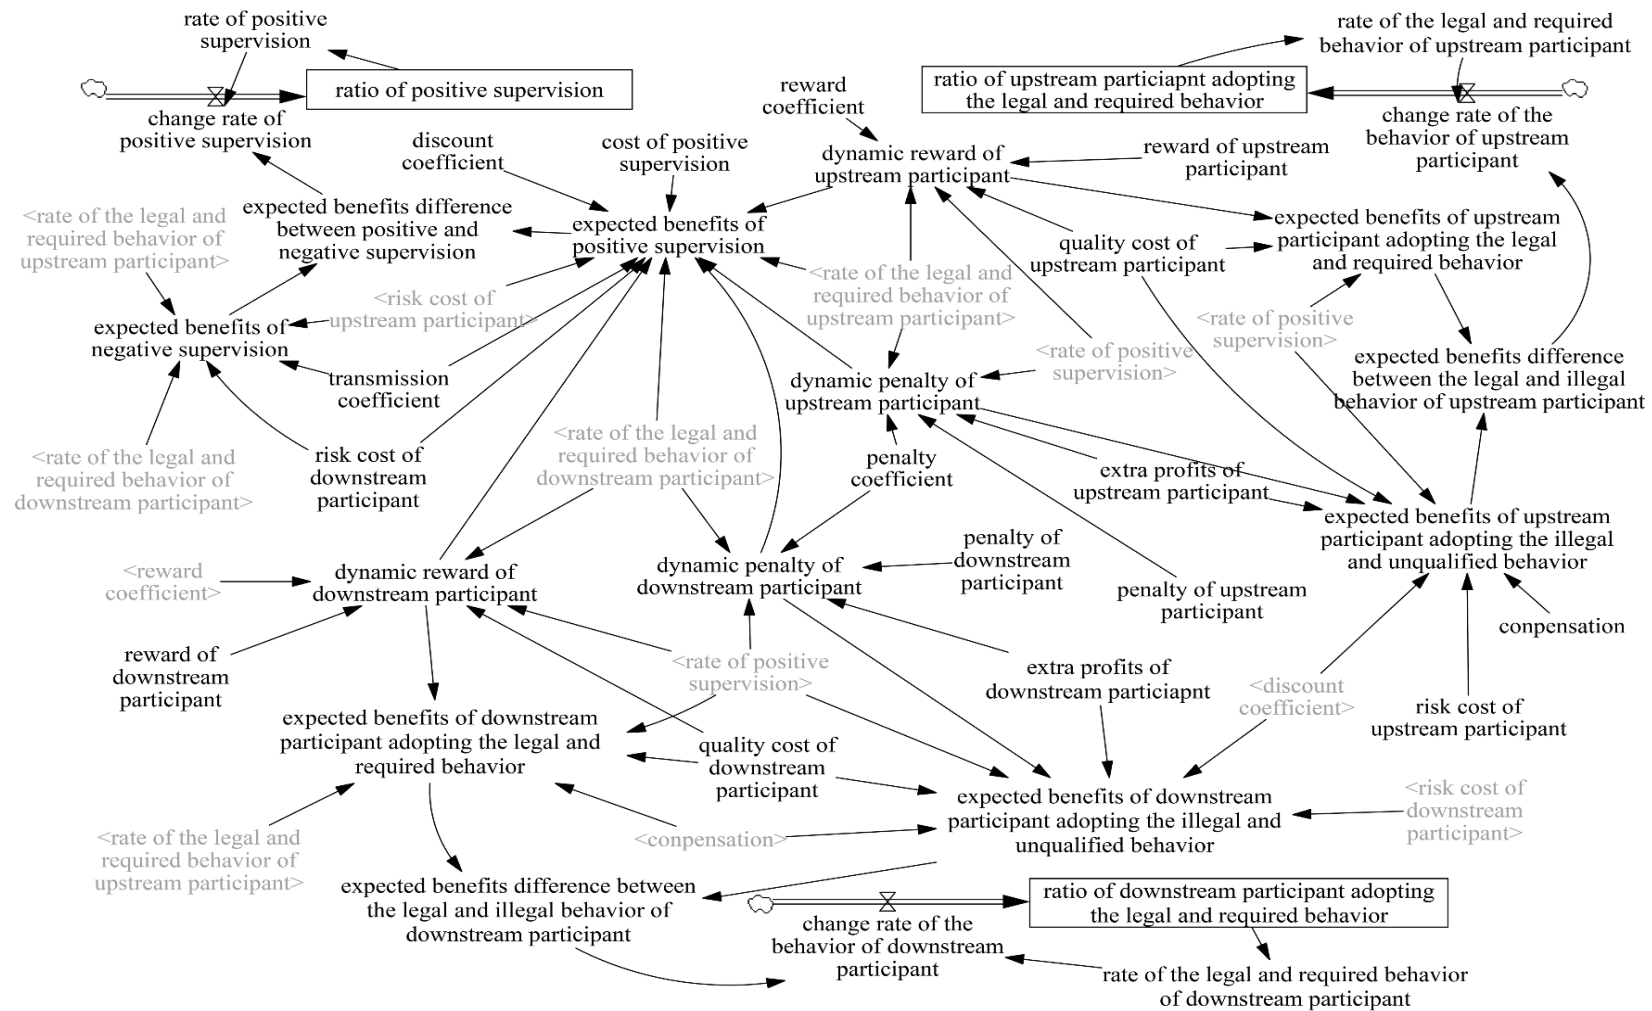 rate of positive
supervision
ratio of positive supervision
change rate of
positive supervision
reward
coefficient
ratio of upstream particiapnt adopting
the legal and required behavior
rate of the legal and required
behavior of upstream participant
change rate of the
behavior of upstream
participant
discount
coefficient
cost of positive
supervision
dynamic reward of
upstream participant
reward of upstream
participant
<rate of the legal and
required behavior of
upstream participant>
expected benefits difference
between positive and
negative supervision
expected benefits of
positive supervision
quality cost of
upstream participant
expected benefits of upstream
participant adopting the legal
and required behavior
<risk cost of
upstream participant>
<rate of the legal and
required behavior of
upstream participant>
<rate of positive
supervision>
expected benefits of
negative supervision
<rate of positive
supervision>
expected benefits difference
between the legal and illegal
behavior of upstream participant
transmission
coefficient
dynamic penalty of
upstream participant
<rate of the legal and
required behavior of
downstream participant>
risk cost of
downstream
participant
<rate of the legal and
required behavior of
downstream participant>
penalty
coefficient
extra profits of
upstream participant
expected benefits of upstream
participant adopting the illegal
and unqualified behavior
<reward
coefficient>
dynamic reward of
downstream participant
dynamic penalty of
downstream participant
penalty of
downstream
participant
penalty of upstream
participant
conpensation
reward of
downstream
participant
<rate of positive
supervision>
extra profits of
downstream particiapnt
<discount
coefficient>
risk cost of
upstream participant
expected benefits of downstream
participant adopting the legal and
required behavior
quality cost of
downstream
participant
expected benefits of downstream
participant adopting the illegal and
unqualified behavior
<risk cost of
downstream
participant>
<rate of the legal and
required behavior of
upstream participant>
<conpensation>
expected benefits difference between
the legal and illegal behavior of
downstream participant
change rate of the
behavior of downstream
participant
ratio of downstream participant adopting
the legal and required behavior
rate of the legal and required behavior
of downstream participant